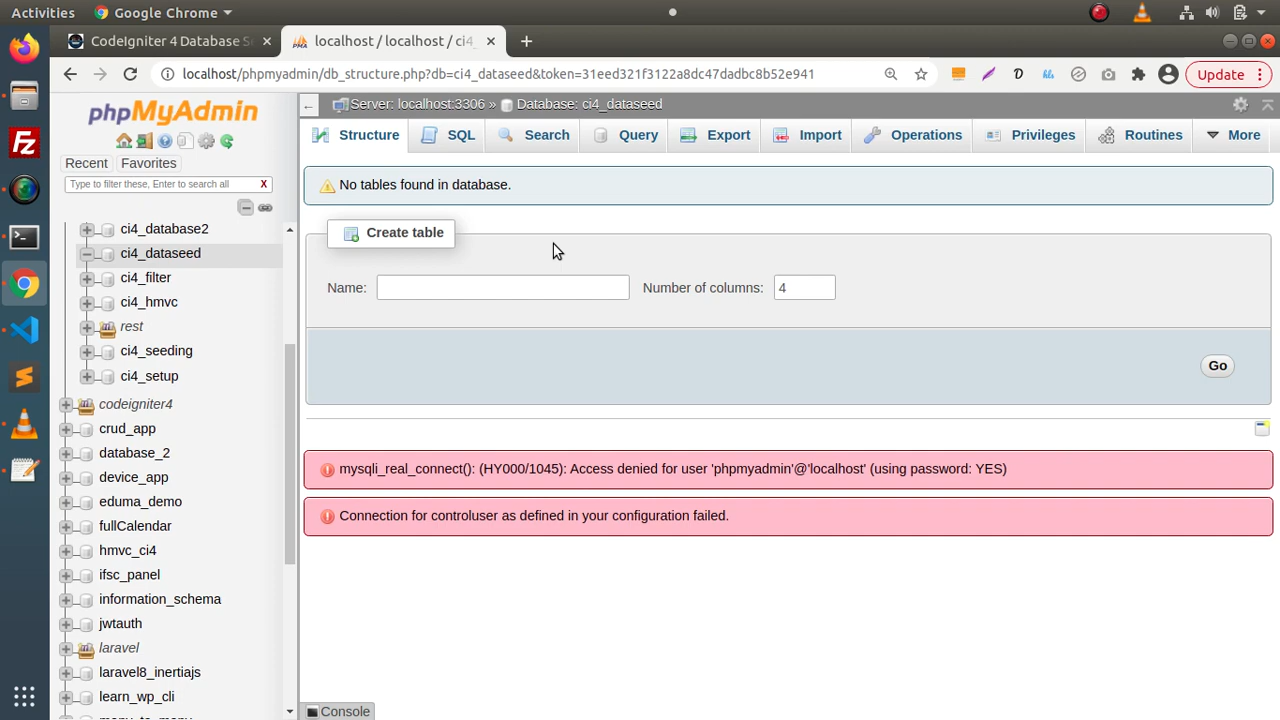 Activities
Google Chrome
CodeIgniter 4 Database Se
localhost / localhost / ci4_
localhost/phpmyadmin/db_structure.php?db=ci4_dataseed&token=31eed321f3122a8dc47dadbc8b52e941
Update
phpMyAdmin
Recent
Favorites
Type to filter these, Enter to search all
X
ci4_database2
ci4_dataseed
ci4_filter
ci4_hmvc
rest
ci4_seeding
ci4_setup
codeigniter4
crud_app
database_2
device_app
eduma_demo
fullCalendar
hmvc_ci4
ifsc_panel
information_schema
jwtauth
laravel
laravel8_inertiajs
learn_wp_cli
Server: localhost:3306 » Database: ci4_dataseed
Structure
SQL
Search
Query
Export
Import
Operations
Privileges
Routines
More
No tables found in database.
Create table
Name:
Number of columns: 4
Go
mysqli_real_connect(): (HY000/1045): Access denied for user 'phpmyadmin'@'localhost' (using password: YES)
Connection for controluser as defined in your configuration failed.
Console